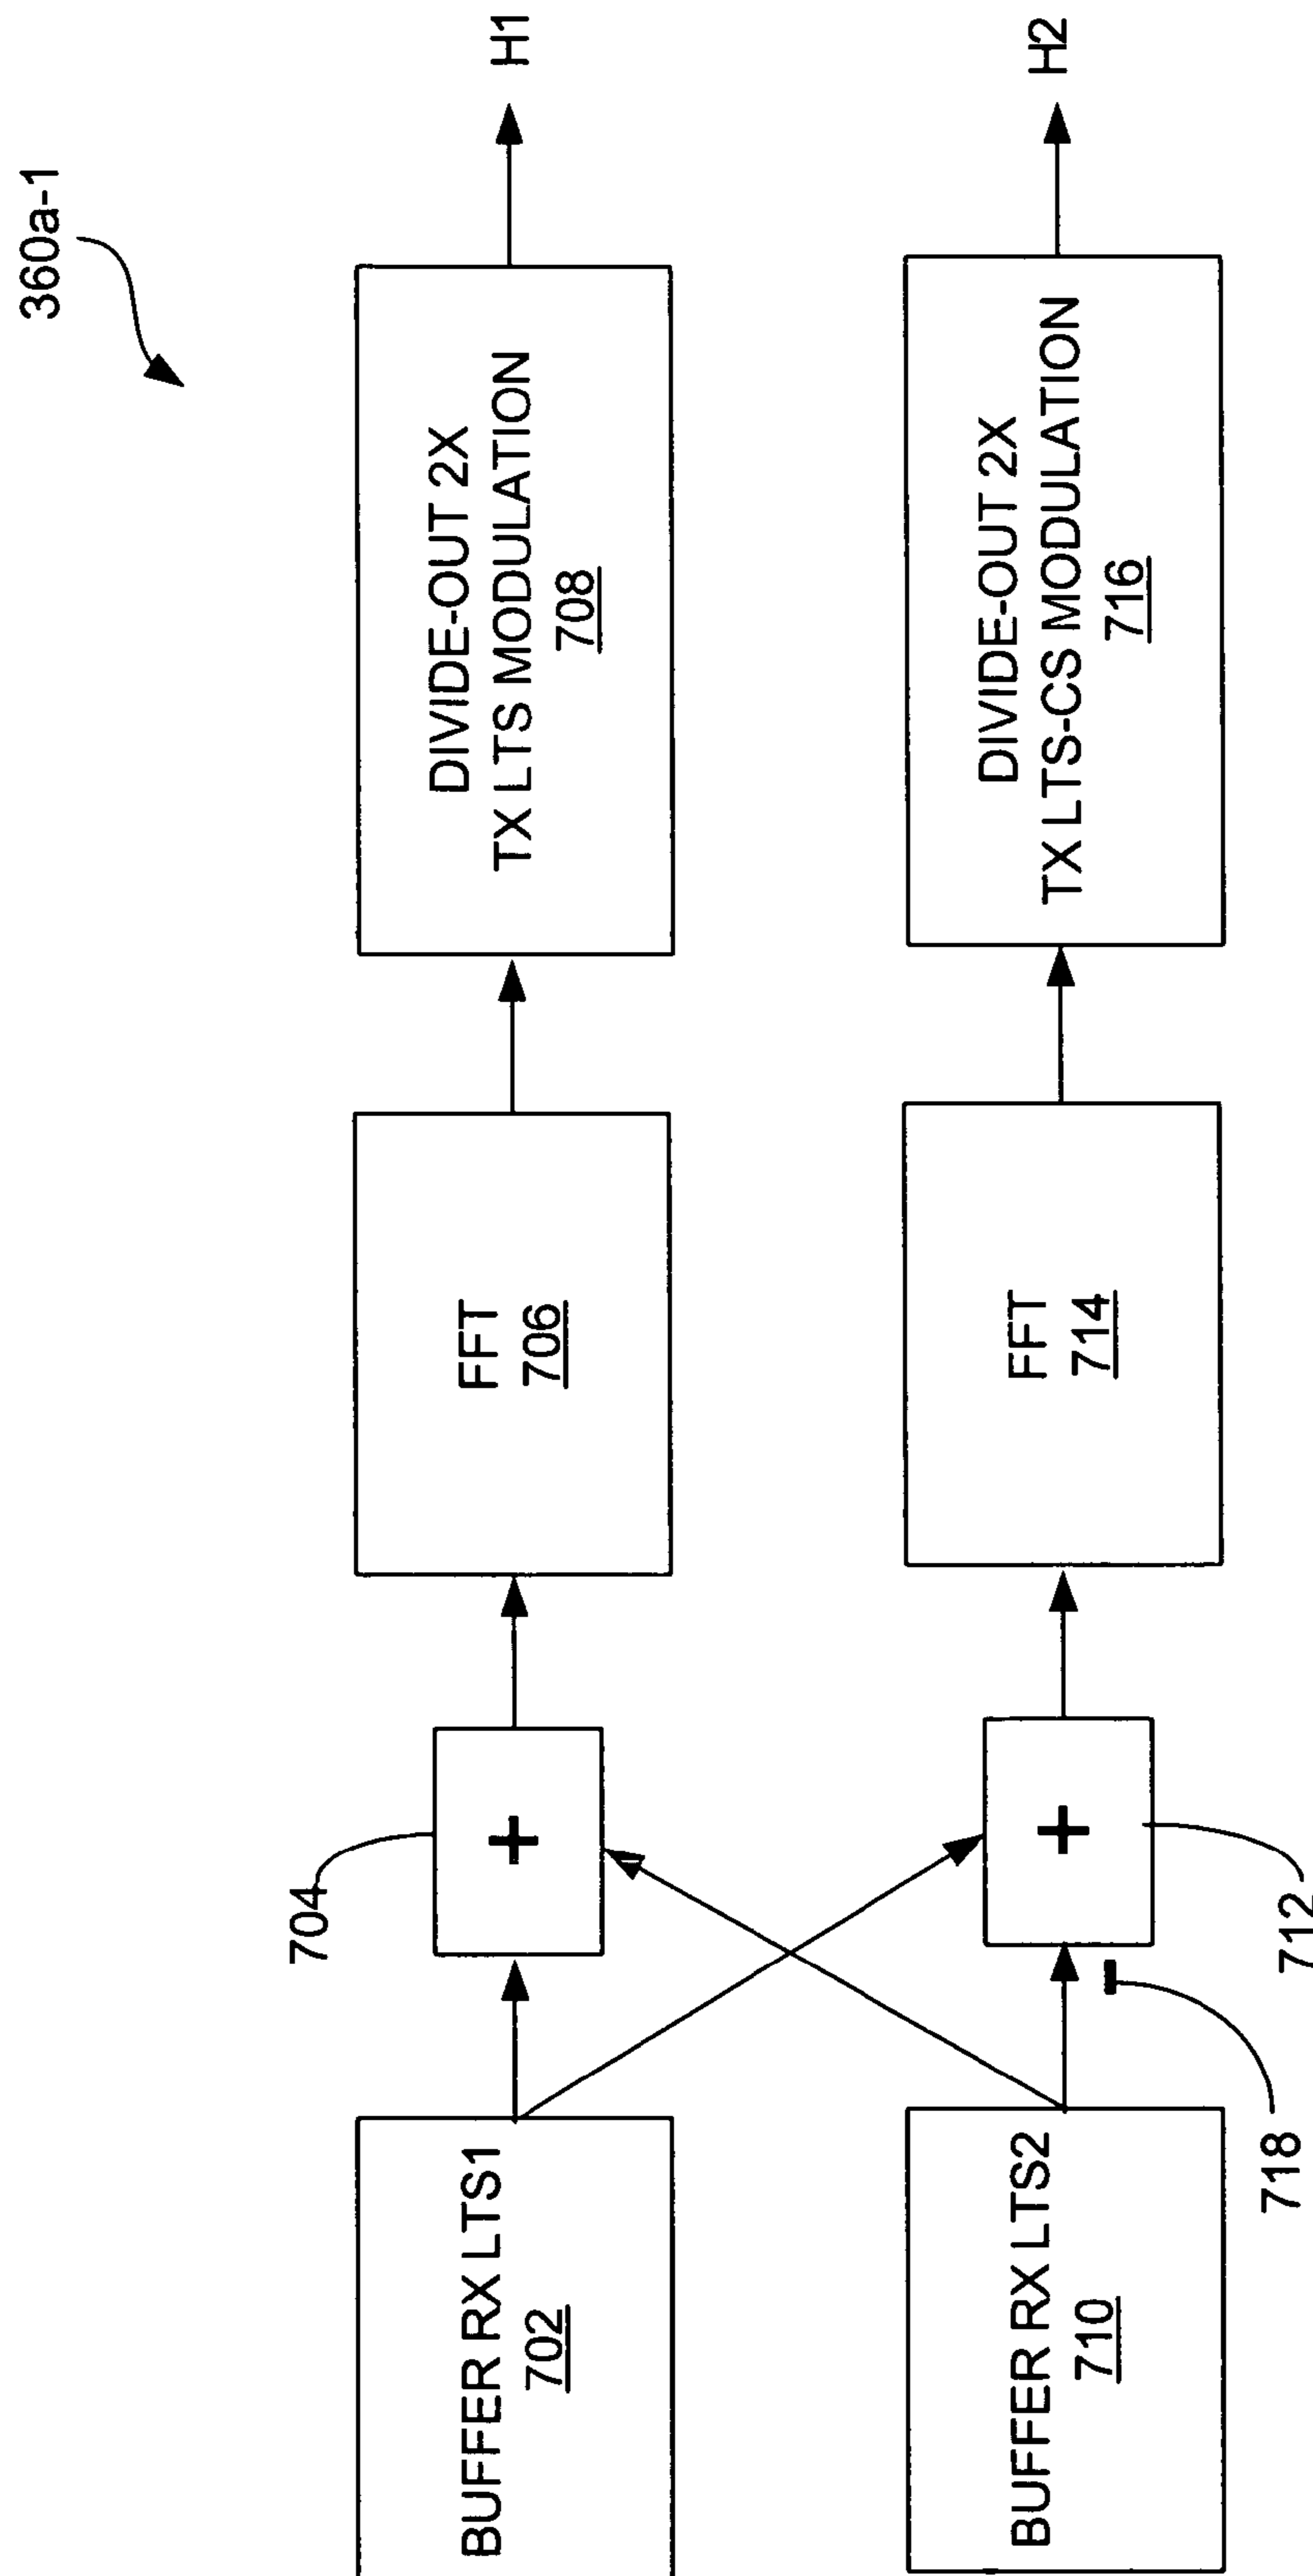 360a-1
BUFFER RX LTS1
702
704
+
FFT
706
DIVIDE-OUT 2X
TX LTS MODULATION
708
H1
BUFFER RX LTS2
710
718
-
+
712
FFT
714
DIVIDE-OUT 2X
TX LTS-CS MODULATION
716
H2